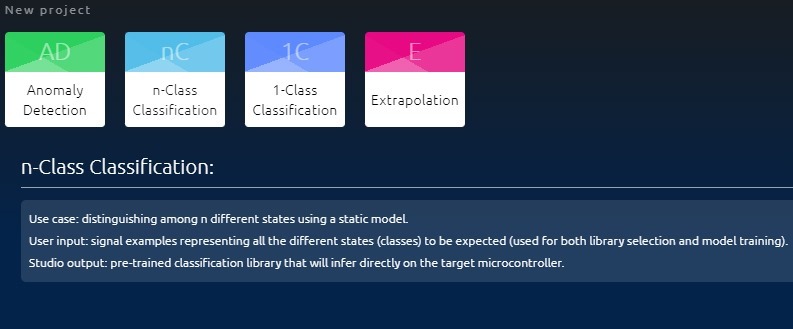 New project
AD
nC
1C
E
Anomaly
Detection
n-Class
Classification
1-Class
Classification
Extrapolation
n-Class Classification:
Use case: distinguishing among n different states using a static model.
User input: signal examples representing all the different states (classes) to be expected (used for both library selection and model training).
Studio output: pre-trained classification library that will infer directly on the target microcontroller.